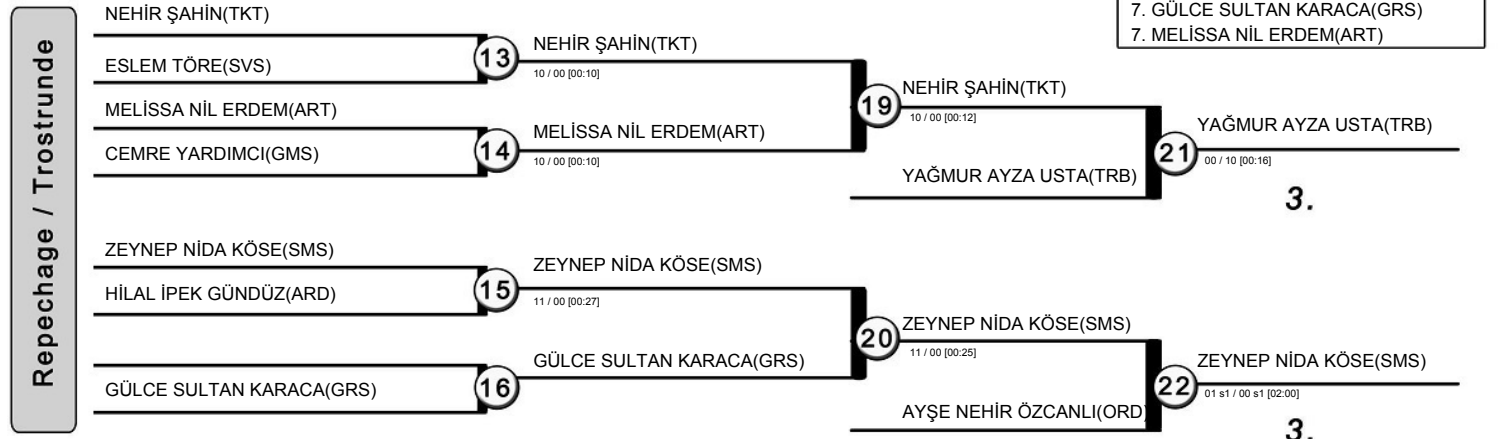 7. GÜLCE SULTAN KARACA(GRS)
7. MELİSSA NİL ERDEM(ART)
Repechage / Trostrunde
NEHİR ŞAHİN(TKT)
ESLEM TÖRE(SVS)
13
NEHİR ŞAHİN(TKT)
10 / 00 [00:10]
MELİSSA NİL ERDEM(ART)
CEMRE YARDIMCI(GMS)
14
MELİSSA NİL ERDEM(ART)
10 / 00 [00:10]
19
NEHİR ŞAHİN(TKT)
10 / 00 [00:12]
YAĞMUR AYZA USTA(TRB)
21
YAĞMUR AYZA USTA(TRB)
00 / 10 [00:16]
3.
ZEYNEP NİDA KÖSE(SMS)
HİLAL İPEK GÜNDÜZ(ARD)
15
ZEYNEP NİDA KÖSE(SMS)
11 / 00 [00:27]
GÜLCE SULTAN KARACA(GRS)
16
GÜLCE SULTAN KARACA(GRS)
20
ZEYNEP NİDA KÖSE(SMS)
11 / 00 [00:25]
AYŞE NEHİR ÖZCANLI(ORD)
22
ZEYNEP NİDA KÖSE(SMS)
01 s1 / 00 s1 [02:00]
3.